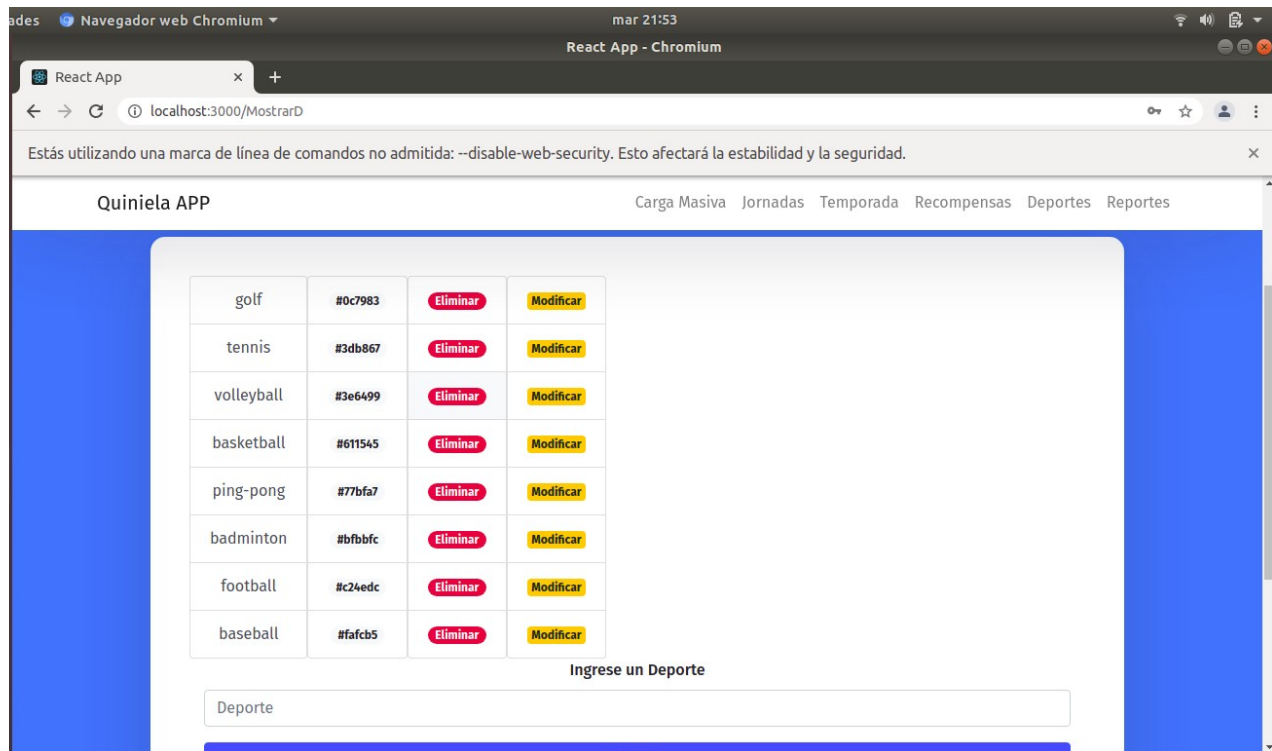 ades Navegador web Chromium mar 21:53
React App - Chromium
React App
localhost:3000/MostrarD
Estás utilizando una marca de línea de comandos no admitida: --disable-web-security. Esto afectará la estabilidad y la seguridad.
Quiniela APP Carga Masiva Jornadas Temporada Recompensas Deportes Reportes
golf #0c7983 Eliminar Modificar
tennis #3db867 Eliminar Modificar
volleyball #3e6499 Eliminar Modificar
basketball #611545 Eliminar Modificar
ping-pong #77bfa7 Eliminar Modificar
badminton #bfbbfc Eliminar Modificar
football #c24edc Eliminar Modificar
baseball #fafcb5 Eliminar Modificar
Ingrese un Deporte
Deporte